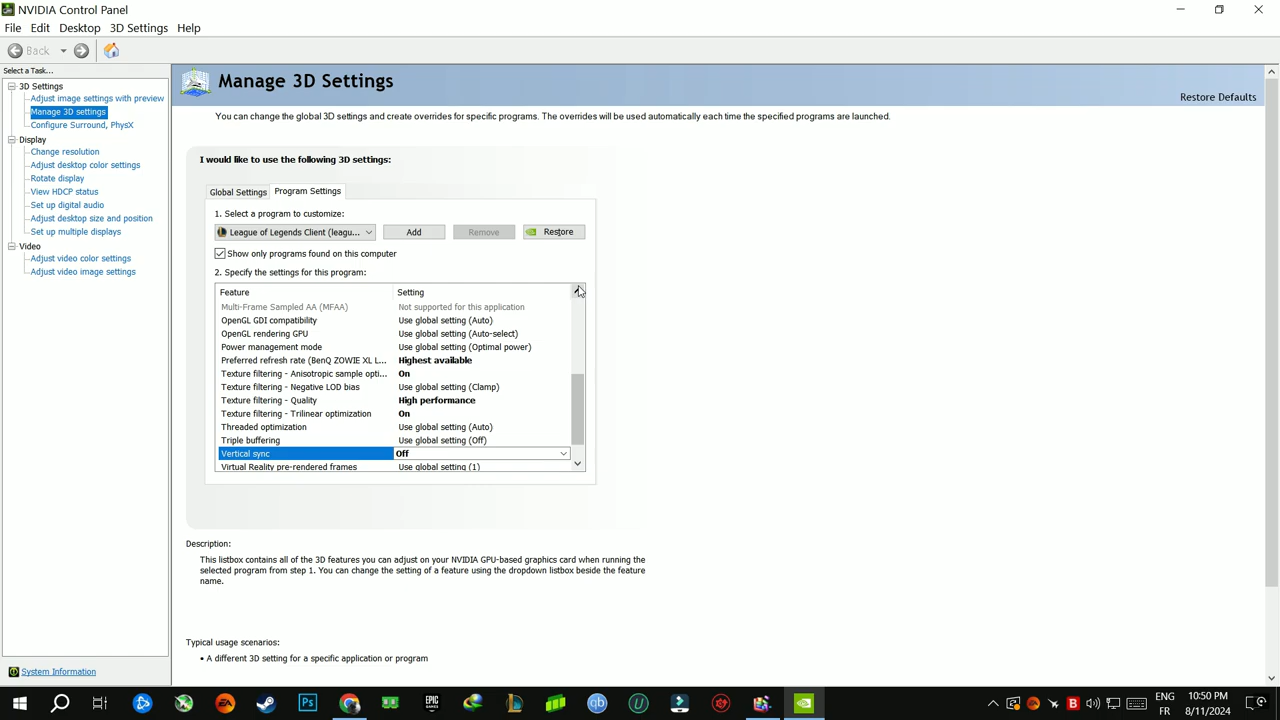 NVIDIA Control Panel
File Edit Desktop 3D Settings Help
Back
Select a Task...
3D Settings
Adjust image settings with preview
Manage 3D settings
Configure Surround, PhysX
Display
Change resolution
Adjust desktop color settings
Rotate display
View HDCP status
Set up digital audio
Adjust desktop size and position
Set up multiple displays
Video
Adjust video color settings
Adjust video image settings
System Information
Manage 3D Settings
Restore Defaults
You can change the global 3D settings and create overrides for specific programs. The overrides will be used automatically each time the specified programs are launched.
I would like to use the following 3D settings:
Global Settings Program Settings
1. Select a program to customize:
League of Legends Client (leagu... Add Remove Restore
Show only programs found on this computer
2. Specify the settings for this program:
Feature Setting
Multi-Frame Sampled AA (MFAA) Not supported for this application
OpenGL GDI compatibility Use global setting (Auto)
OpenGL rendering GPU Use global setting (Auto-select)
Power management mode Use global setting (Optimal power)
Preferred refresh rate (BenQ ZOWIE XL L... Highest available
Texture filtering - Anisotropic sample opti... On
Texture filtering - Negative LOD bias Use global setting (Clamp)
Texture filtering - Quality High performance
Texture filtering - Trilinear optimization On
Threaded optimization Use global setting (Auto)
Triple buffering Use global setting (Off)
Vertical sync Off
Virtual Reality pre-rendered frames Use global setting (1)
Description:
This listbox contains all of the 3D features you can adjust on your NVIDIA GPU-based graphics card when running the
selected program from step 1. You can change the setting of a feature using the dropdown listbox beside the feature
name.
Typical usage scenarios:
• A different 3D setting for a specific application or program
EA Ps EPIC GAMES qb U B
ENG 10:50 PM
FR 8/11/2024